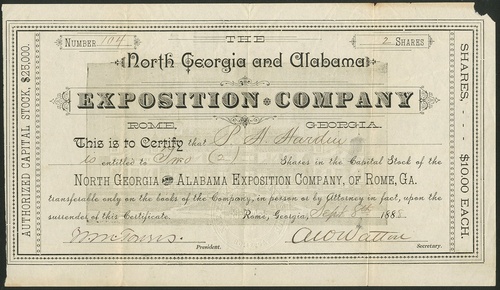 NUMBER 104
THE
2 SHARES
North Georgia and Alabama
EXPOSITION COMPANY
ROME, GEORGIA.
This is to Certify that P. H. Hardin
is entitled to Two (2) Shares in the Capital Stock of the
NORTH GEORGIA AND ALABAMA EXPOSITION COMPANY, OF ROME, GA.
transferable only on the books of the Company, in person or by Attorney in fact, upon the
surrender of this Certificate. Rome, Georgia, Sept 8th 1888
President.
Secretary.
AUTHORIZED CAPITAL STOCK, $25,000.
SHARES, - - - $10.00 EACH.